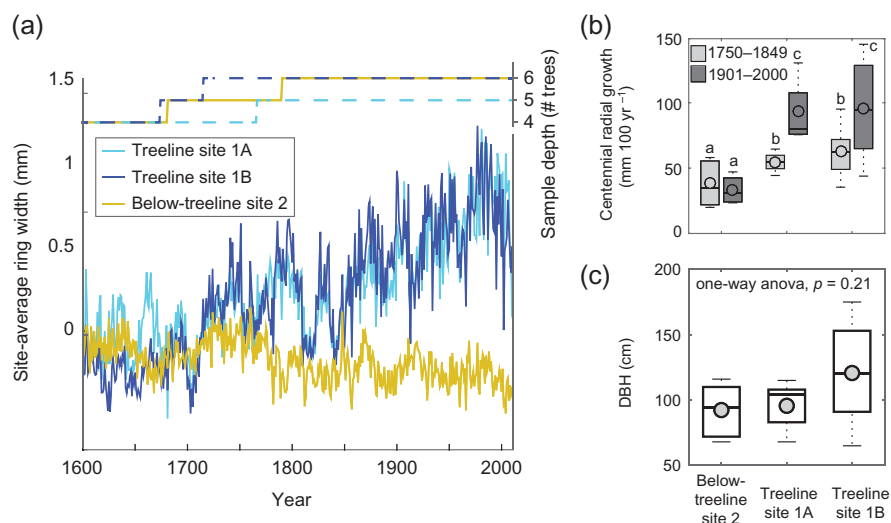 (a)
1.5
1
0.5
0
Site-average ring width (mm)
6
5
4
Sample depth (# trees)
Treeline site 1A
Treeline site 1B
Below-treeline site 2
1600
1700
1800
1900
2000
Year
(b)
150
100
50
0
Centennial radial growth
(mm 100 yr⁻¹)
1750–1849
1901–2000
a
a
b
c
b
c
(c)
200
150
100
50
DBH (cm)
one-way anova, p = 0.21
Below-
treeline
site 2
Treeline
site 1A
Treeline
site 1B